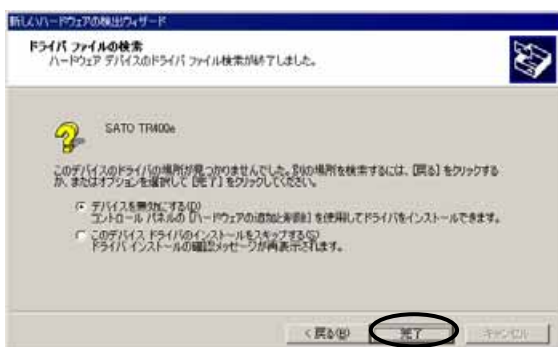 新しいハードウェアの検出ウィザード
ドライバ ファイルの検索
ハードウェア デバイスのドライバ ファイル検索が終了しました。
SATO TR400e
このデバイスのドライバの場所が見つかりませんでした。別の場所を検索するには、[戻る] をクリックする
か、またはオプションを選択して [完了] をクリックしてください。
デバイスを無効にする(D)
コントロール パネルの [ハードウェアの追加と削除] を使用してドライバをインストールできます。
このデバイス ドライバのインストールをスキップする(S)
ドライバ インストールの確認メッセージが再表示されます。
< 戻る(B)
完了
キャンセル